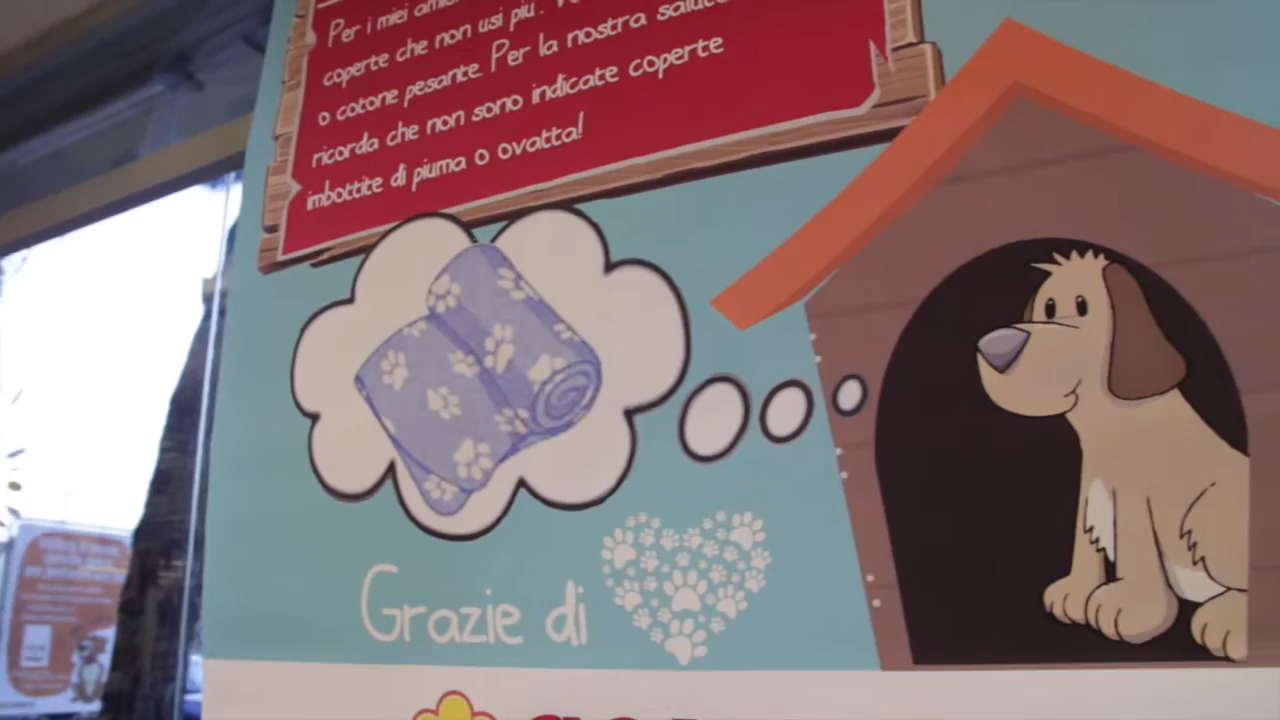 Per i miei
coperte che non usi più.
o cotone pesante. Per la nostra salute
ricorda che non sono indicate coperte
imbottite di piuma o ovatta!
Grazie di